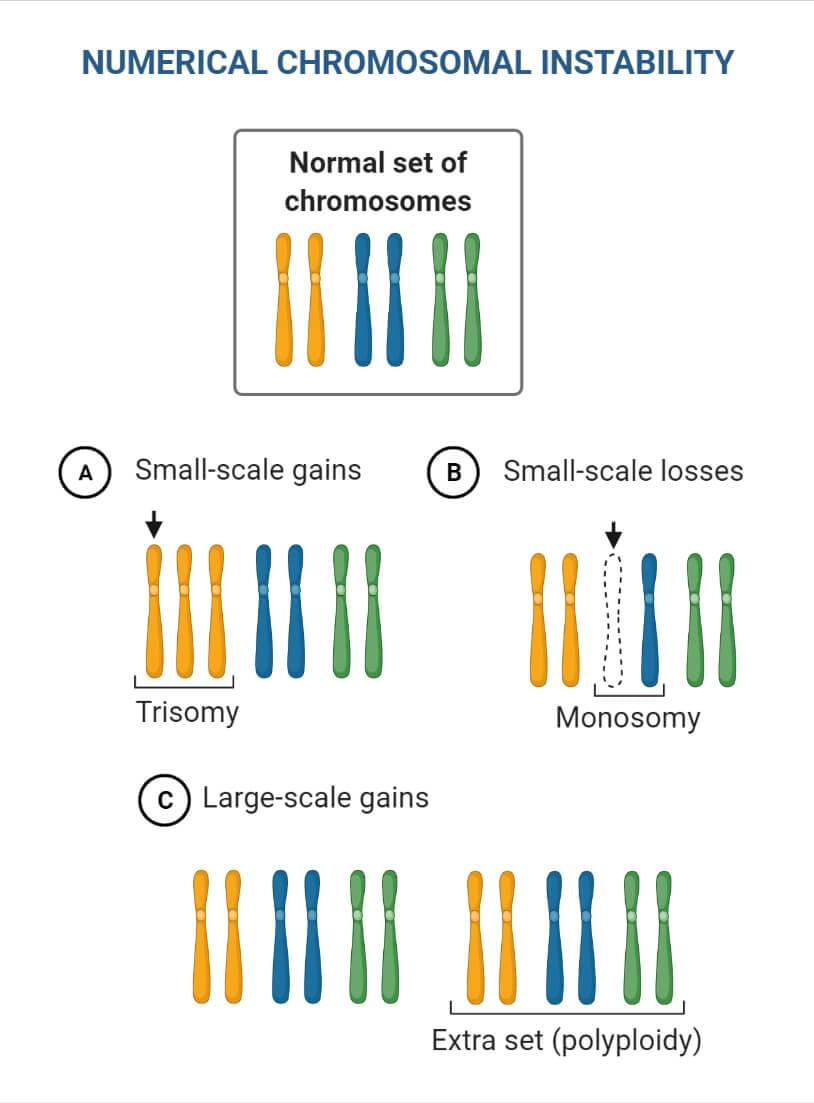 NUMERICAL CHROMOSOMAL INSTABILITY
Normal set of
chromosomes
A Small-scale gains
B Small-scale losses
Trisomy
Monosomy
C Large-scale gains
Extra set (polyploidy)